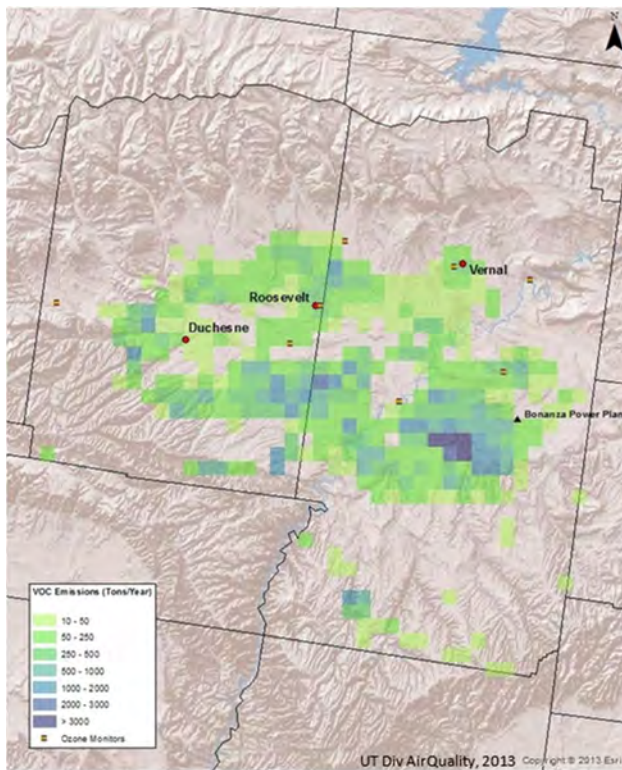 N
Vernal
Roosevelt
Duchesne
Bonanza Power Plan
VOC Emissions (Tons/Year)
10 - 50
50 - 250
250 - 500
500 - 1000
1000 - 2000
2000 - 3000
> 3000
Ozone Monitors
UT Div AirQuality, 2013 Copyright © 2013 Esri